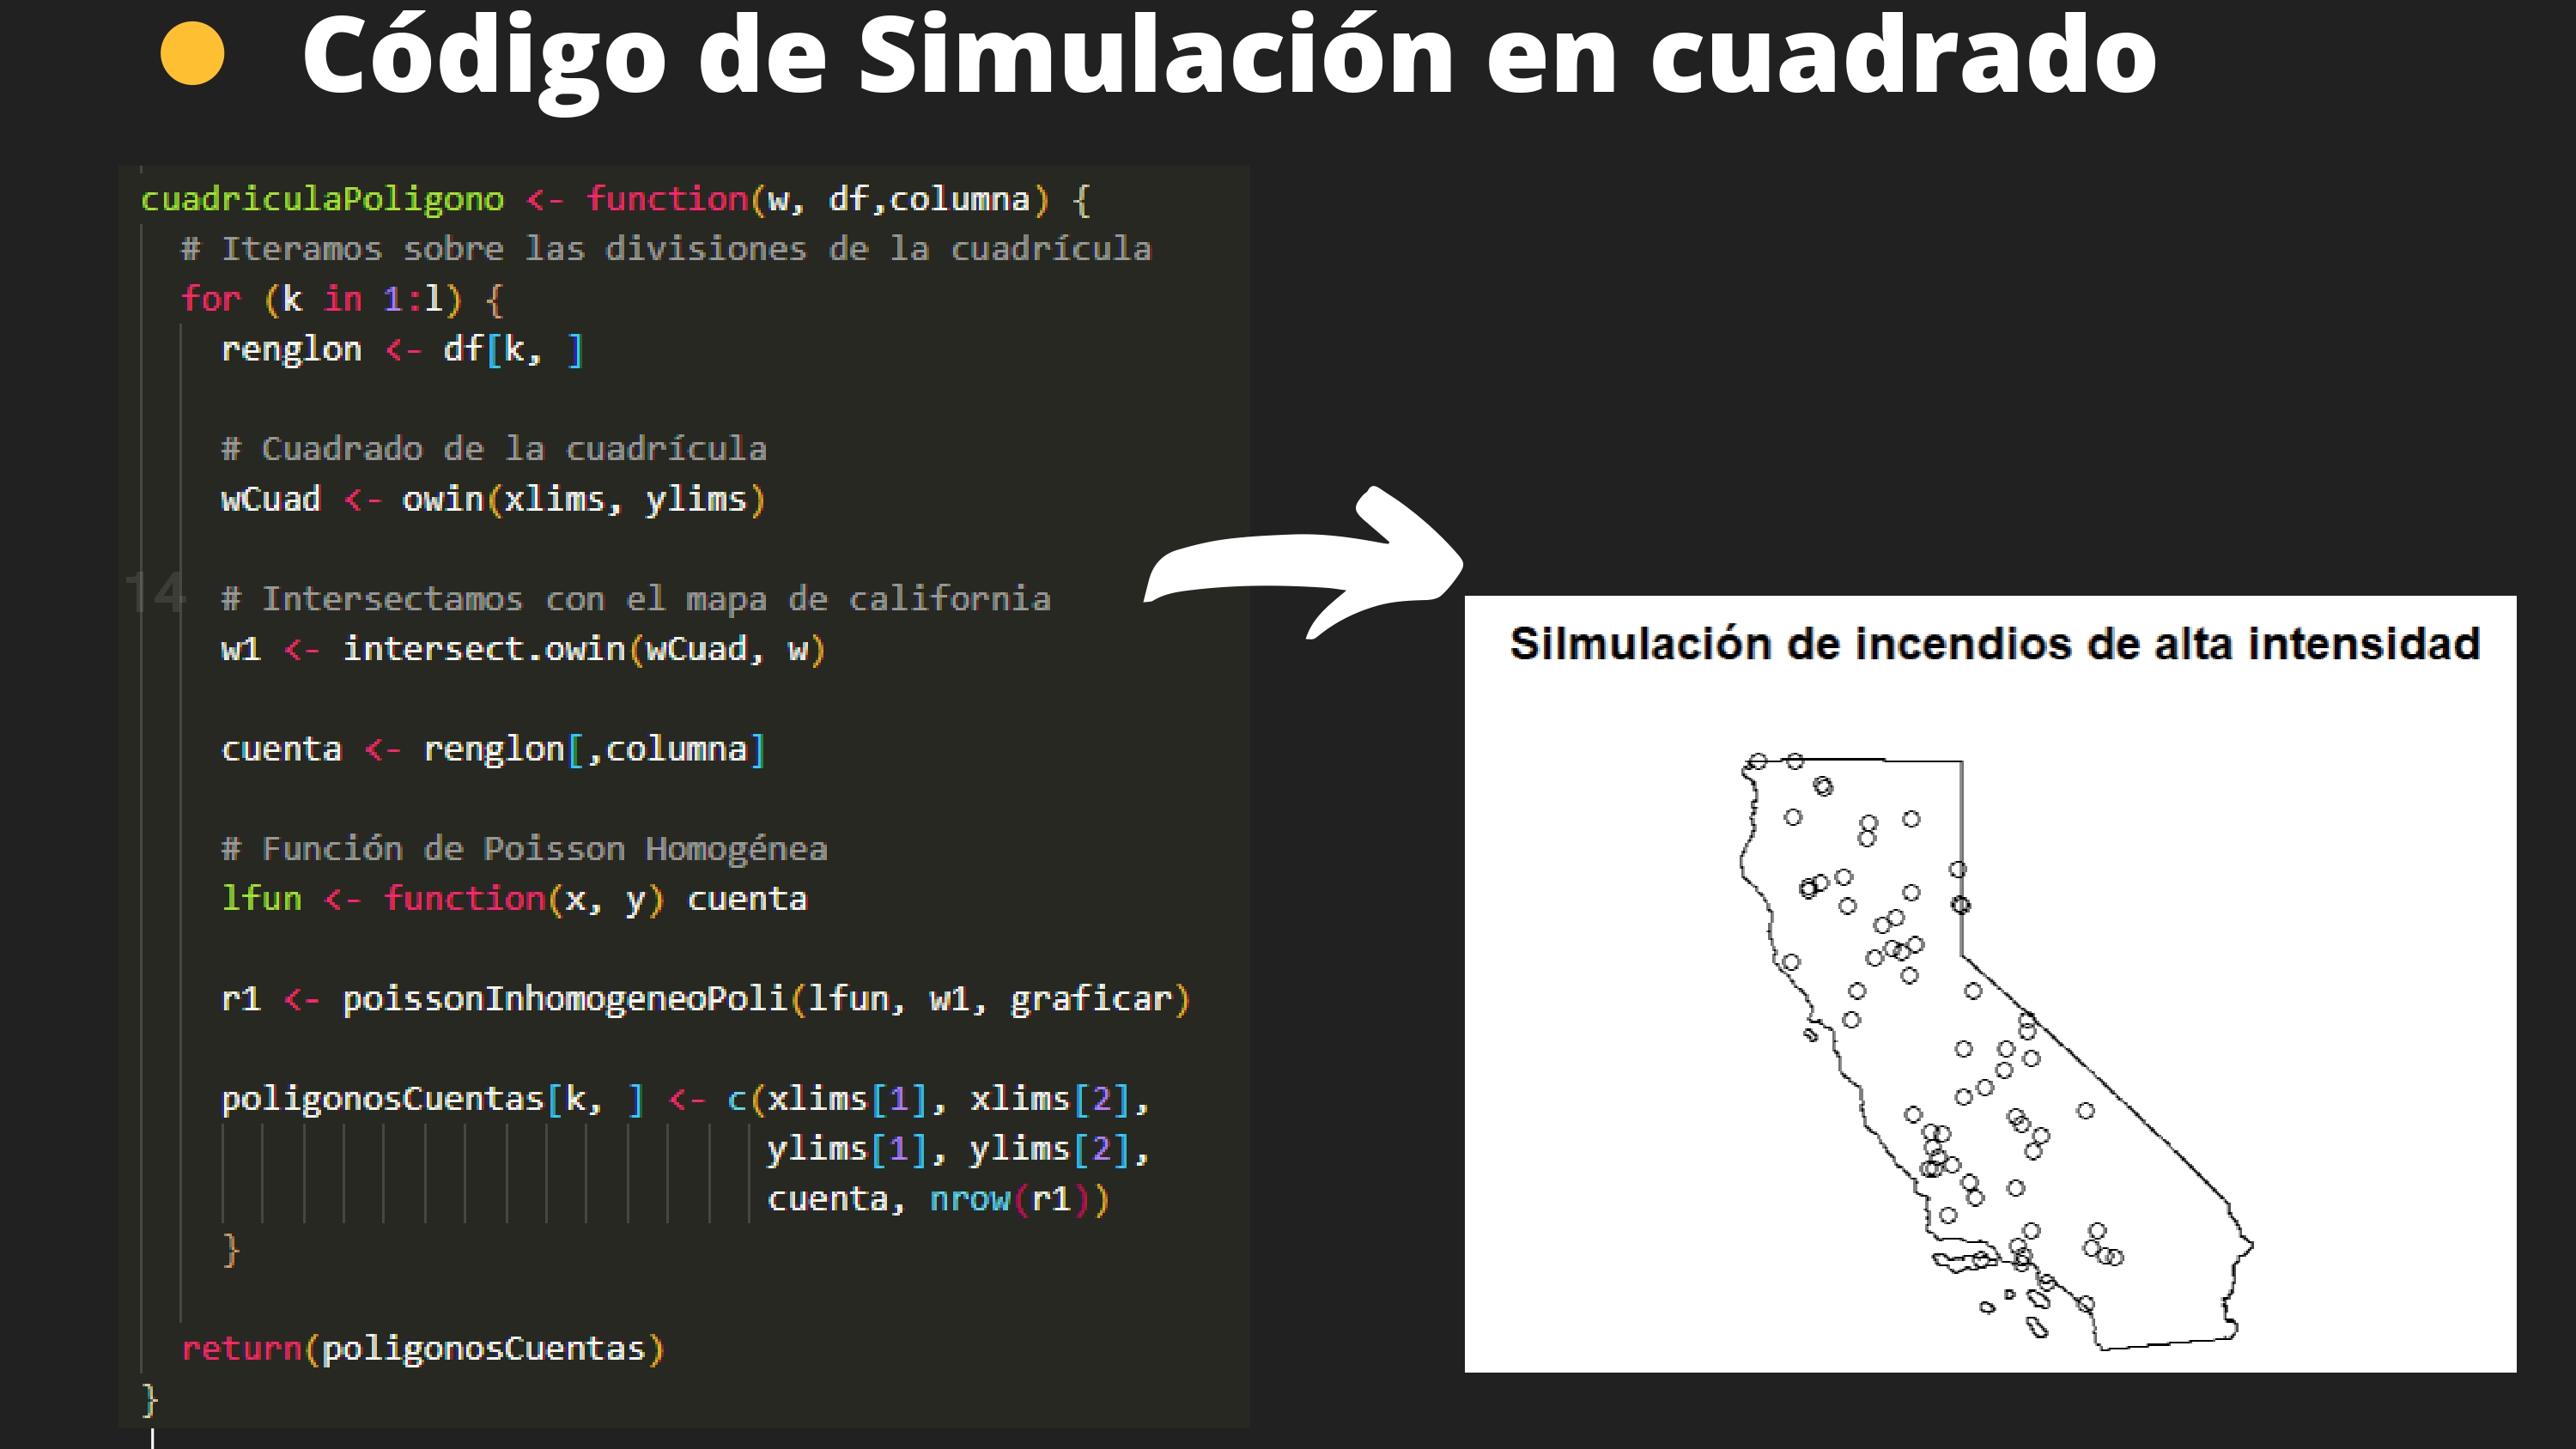 Código de Simulación en cuadrado
cuadriculaPoligono <- function(w, df,columna) {
# Iteramos sobre las divisiones de la cuadrícula
for (k in 1:l) {
renglon <- df[k, ]
# Cuadrado de la cuadrícula
wCuad <- owin(xlims, ylims)
14
# Intersectamos con el mapa de california
w1 <- intersect.owin(wCuad, w)
cuenta <- renglon[,columna]
# Función de Poisson Homogénea
lfun <- function(x, y) cuenta
r1 <- poissonInhomogeneoPoli(lfun, w1, graficar)
poligonosCuentas[k, ] <- c(xlims[1], xlims[2],
ylims[1], ylims[2],
cuenta, nrow(r1))
}
return(poligonosCuentas)
}
Silmulación de incendios de alta intensidad